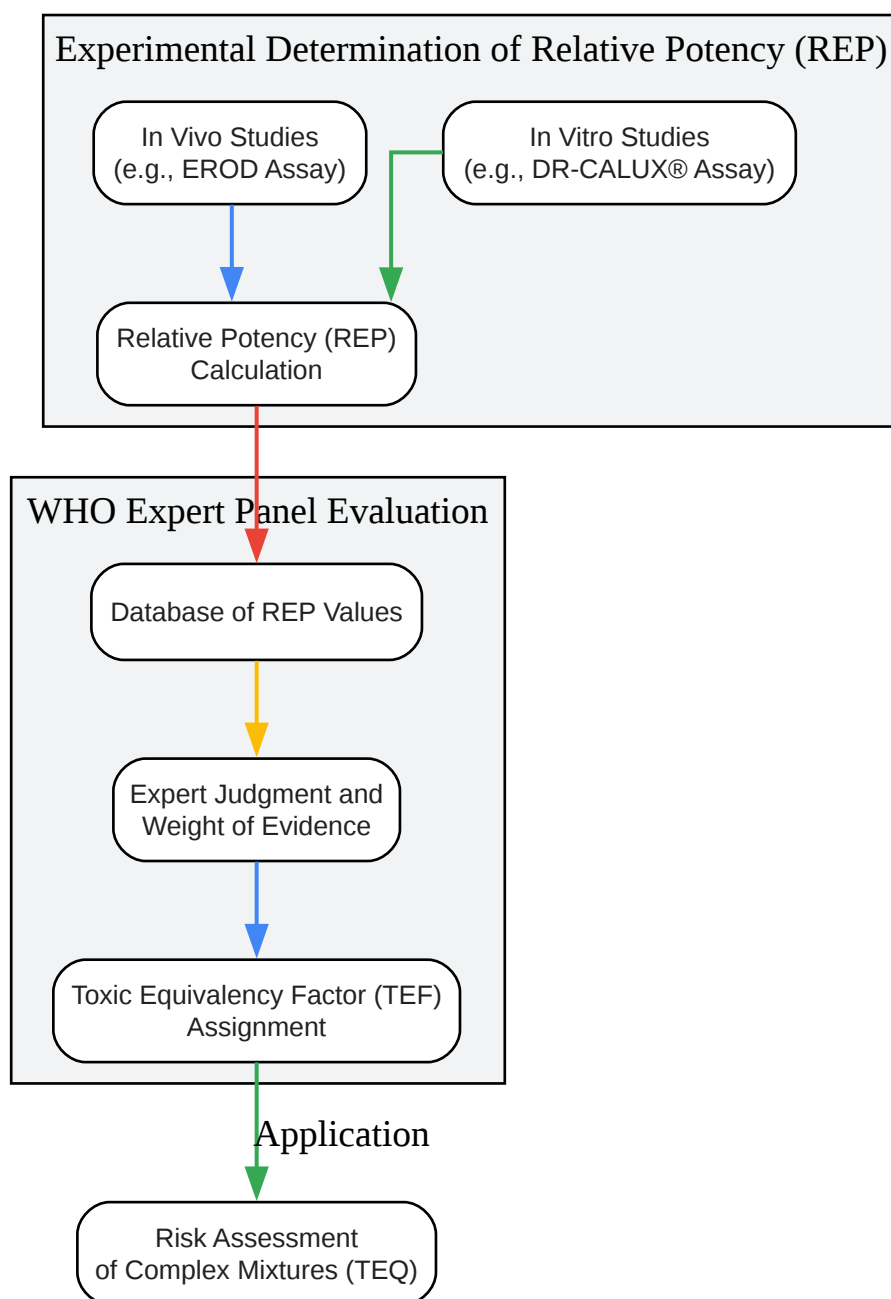 Experimental Determination of Relative Potency (REP)
In Vivo Studies
(e.g., EROD Assay)
In Vitro Studies
(e.g., DR-CALUX® Assay)
Relative Potency (REP)
Calculation
WHO Expert Panel Evaluation
Database of REP Values
Expert Judgment and
Weight of Evidence
Toxic Equivalency Factor (TEF)
Assignment
Application
Risk Assessment
of Complex Mixtures (TEQ)